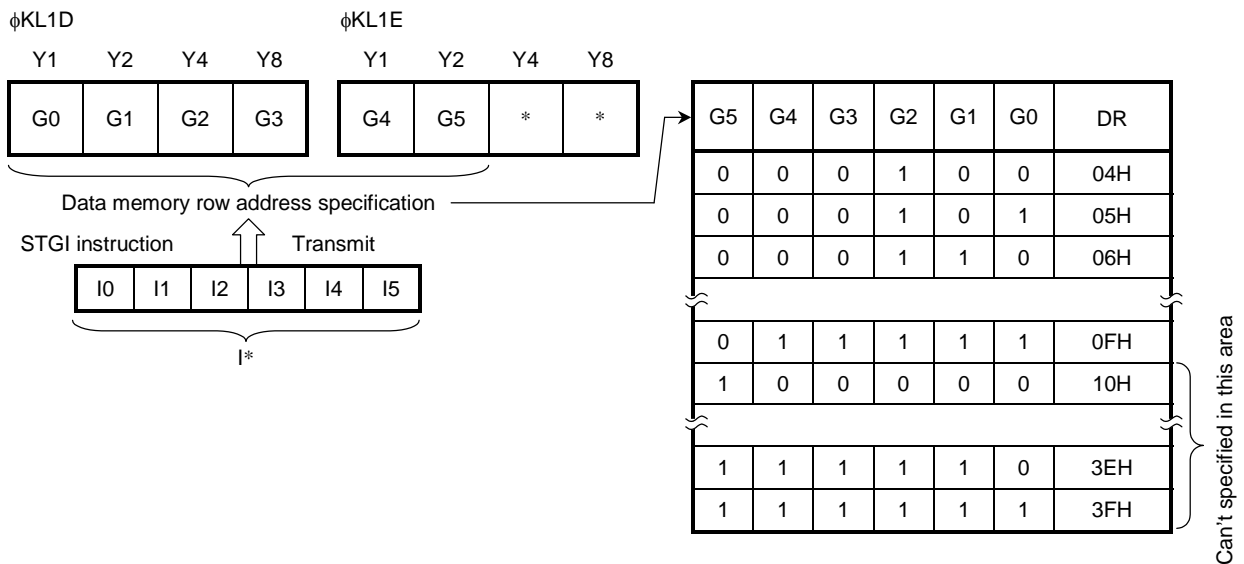 φKL1D
Y1 Y2 Y4 Y8
G0 G1 G2 G3
φKL1E
Y1 Y2 Y4 Y8
G4 G5 * *
Data memory row address specification
STGI instruction
Transmit
I0 I1 I2 I3 I4 I5
I*
G5 G4 G3 G2 G1 G0 DR
0 0 0 1 0 0 04H
0 0 0 1 0 1 05H
0 0 0 1 1 0 06H
0 1 1 1 1 1 0FH
1 0 0 0 0 0 10H
1 1 1 1 1 0 3EH
1 1 1 1 1 1 3FH
Can't specified in this area